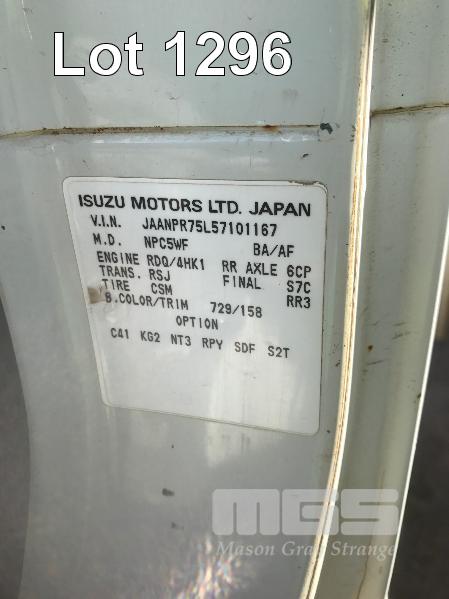 Lot 1296
ISUZU MOTORS LTD. JAPAN
V.I.N. JAANPR75L57101167
M.D. NPC5WF BA/AF
ENGINE RDQ/4HK1 RR AXLE 6CP
TRANS. RSJ FINAL S7C
TIRE CSM RR3
B.COLOR/TRIM 729/158
OPTION
C41 KG2 NT3 RPY SDF S2T
MGS
Mason Gray Strange